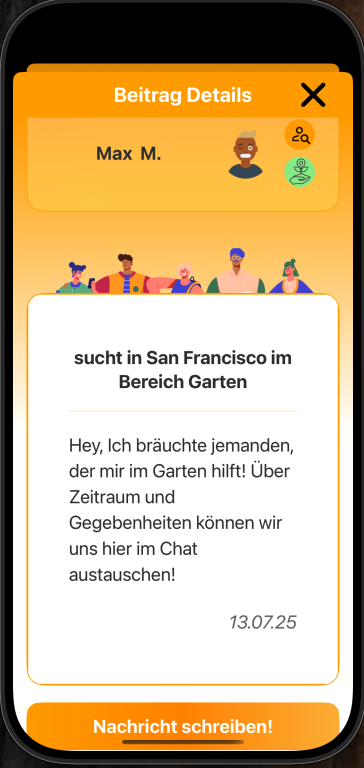 Beitrag Details
Max M.
sucht in San Francisco im
Bereich Garten
Hey, Ich bräuchte jemanden,
der mir im Garten hilft! Über
Zeitraum und
Gegebenheiten können wir
uns hier im Chat
austauschen!
13.07.25
Nachricht schreiben!